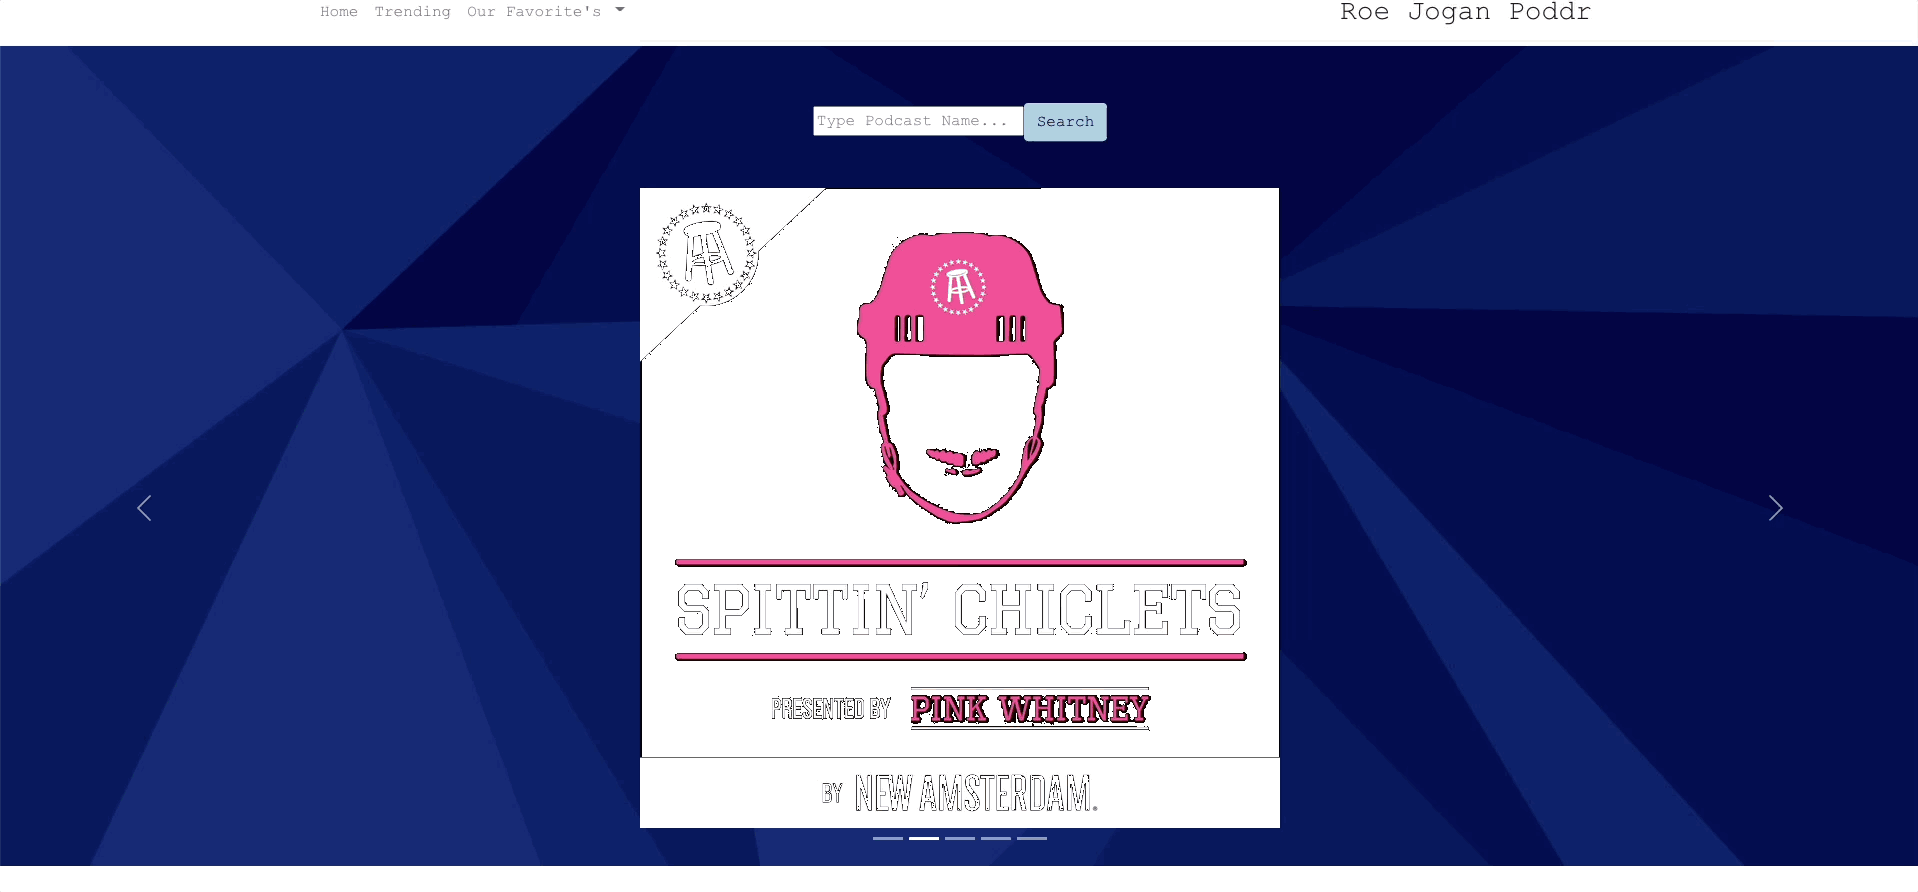 Home Trending Our Favorite's
Roe Jogan Poddr
Type Podcast Name...
Search
SPITTIN' CHICLETS
PRESENTED BY PINK WHITNEY
BY NEW AMSTERDAM.